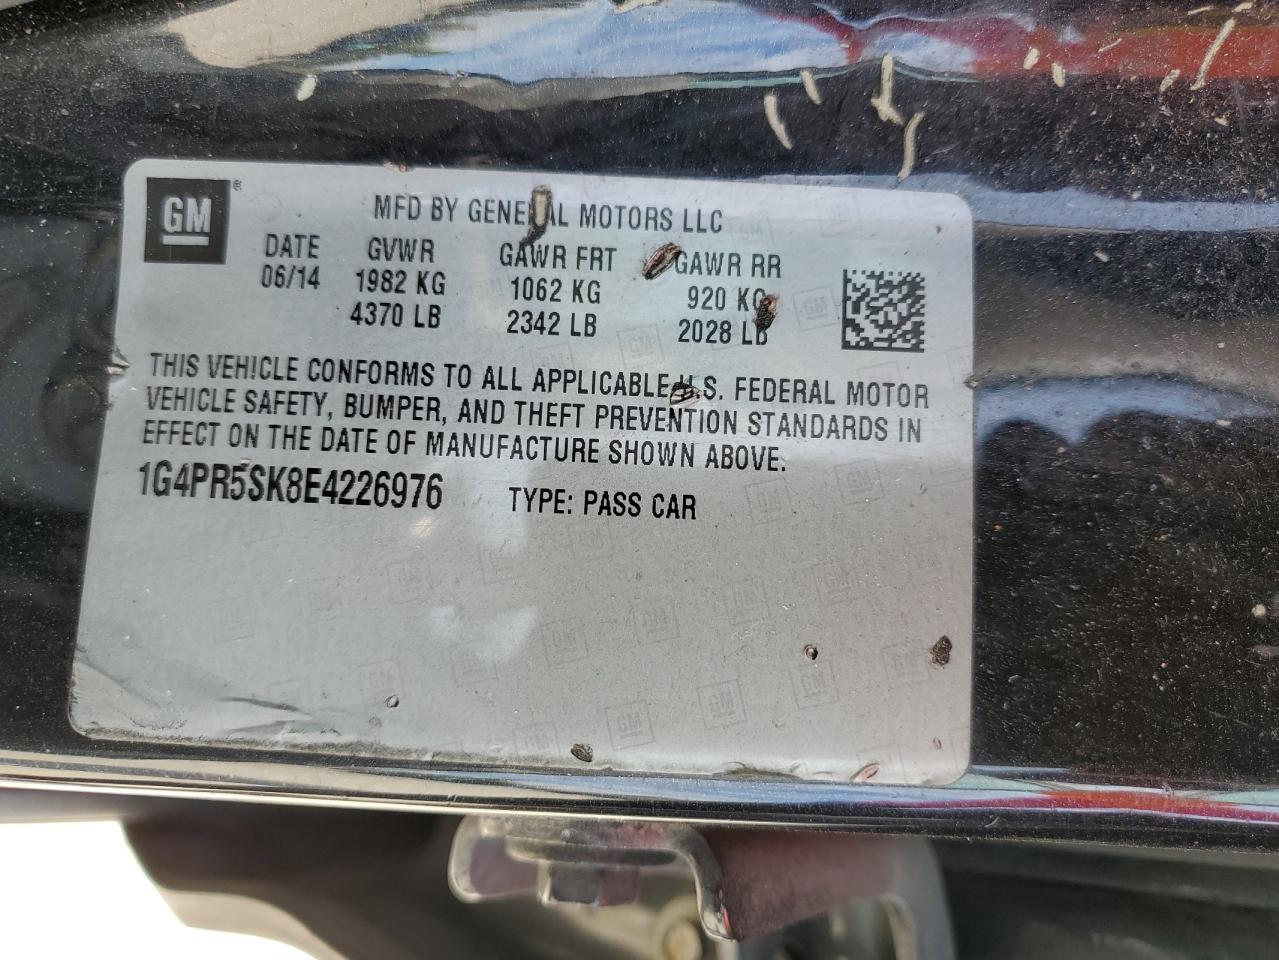 GM®
MFD BY GENERAL MOTORS LLC
DATE GVWR GAWR FRT GAWR RR
06/14 1982 KG 1062 KG 920 KG
4370 LB 2342 LB 2028 LB
THIS VEHICLE CONFORMS TO ALL APPLICABLE U.S. FEDERAL MOTOR
VEHICLE SAFETY, BUMPER, AND THEFT PREVENTION STANDARDS IN
EFFECT ON THE DATE OF MANUFACTURE SHOWN ABOVE.
1G4PR5SK8E4226976 TYPE: PASS CAR